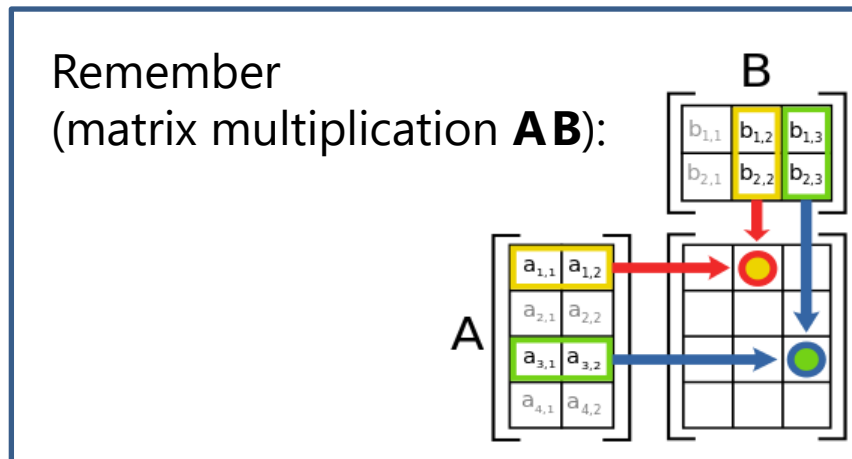 Remember
(matrix multiplication AB):
B
b1,1 b1,2 b1,3
b2,1 b2,2 b2,3
A
a1,1 a1,2
a2,1 a2,2
a3,1 a3,2
a4,1 a4,2